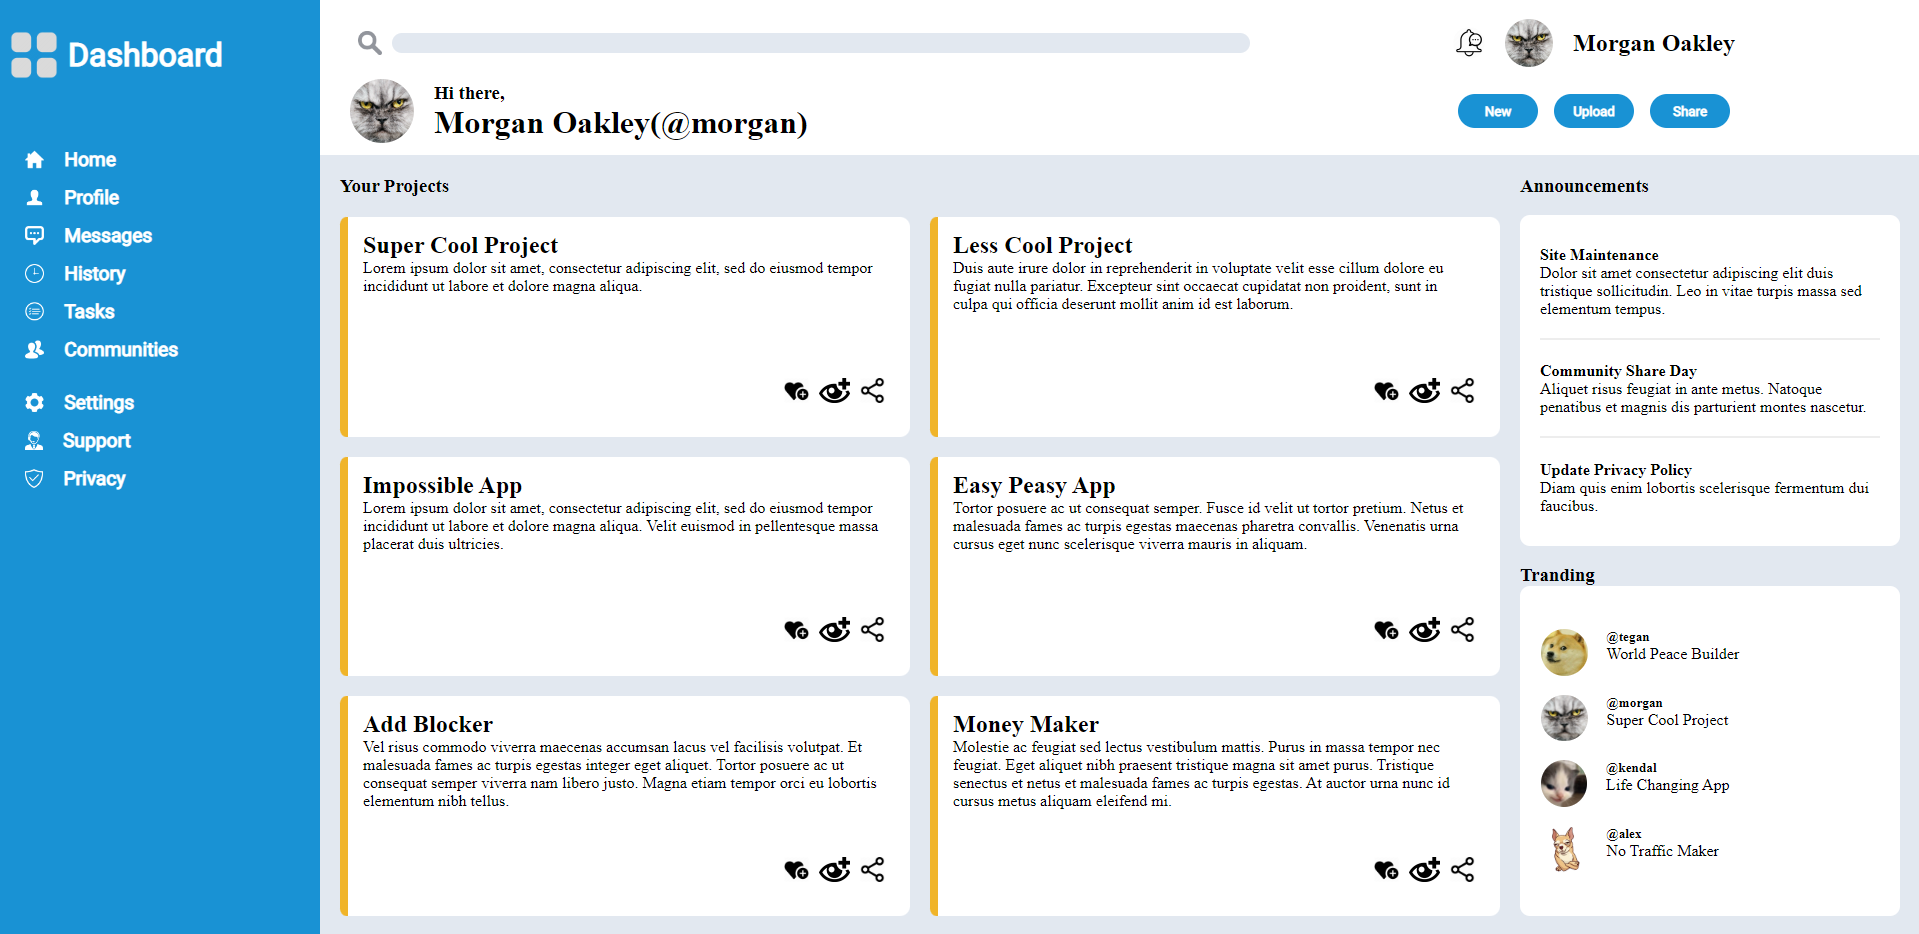 Dashboard
Home
Profile
Messages
History
Tasks
Communities
Settings
Support
Privacy
Morgan Oakley
Hi there,
Morgan Oakley(@morgan)
New
Upload
Share
Your Projects
Super Cool Project
Lorem ipsum dolor sit amet, consectetur adipiscing elit, sed do eiusmod tempor
incididunt ut labore et dolore magna aliqua.
Less Cool Project
Duis aute irure dolor in reprehenderit in voluptate velit esse cillum dolore eu
fugiat nulla pariatur. Excepteur sint occaecat cupidatat non proident, sunt in
culpa qui officia deserunt mollit anim id est laborum.
Impossible App
Lorem ipsum dolor sit amet, consectetur adipiscing elit, sed do eiusmod tempor
incididunt ut labore et dolore magna aliqua. Velit euismod in pellentesque massa
placerat duis ultricies.
Easy Peasy App
Tortor posuere ac ut consequat semper. Fusce id velit ut tortor pretium. Netus et
malesuada fames ac turpis egestas maecenas pharetra convallis. Venenatis urna
cursus eget nunc scelerisque viverra mauris in aliquam.
Add Blocker
Vel risus commodo viverra maecenas accumsan lacus vel facilisis volutpat. Et
malesuada fames ac turpis egestas integer eget aliquet. Tortor posuere ac ut
consequat semper viverra nam libero justo. Magna etiam tempor orci eu lobortis
elementum nibh tellus.
Money Maker
Molestie ac feugiat sed lectus vestibulum mattis. Purus in massa tempor nec
feugiat. Eget aliquet nibh praesent tristique magna sit amet purus. Tristique
senectus et netus et malesuada fames ac turpis egestas. At auctor urna nunc id
cursus metus aliquam eleifend mi.
Announcements
Site Maintenance
Dolor sit amet consectetur adipiscing elit duis
tristique sollicitudin. Leo in vitae turpis massa sed
elementum tempus.
Community Share Day
Aliquet risus feugiat in ante metus. Natoque
penatibus et magnis dis parturient montes nascetur.
Update Privacy Policy
Diam quis enim lobortis scelerisque fermentum dui
faucibus.
Tranding
@tegan
World Peace Builder
@morgan
Super Cool Project
@kendal
Life Changing App
@alex
No Traffic Maker